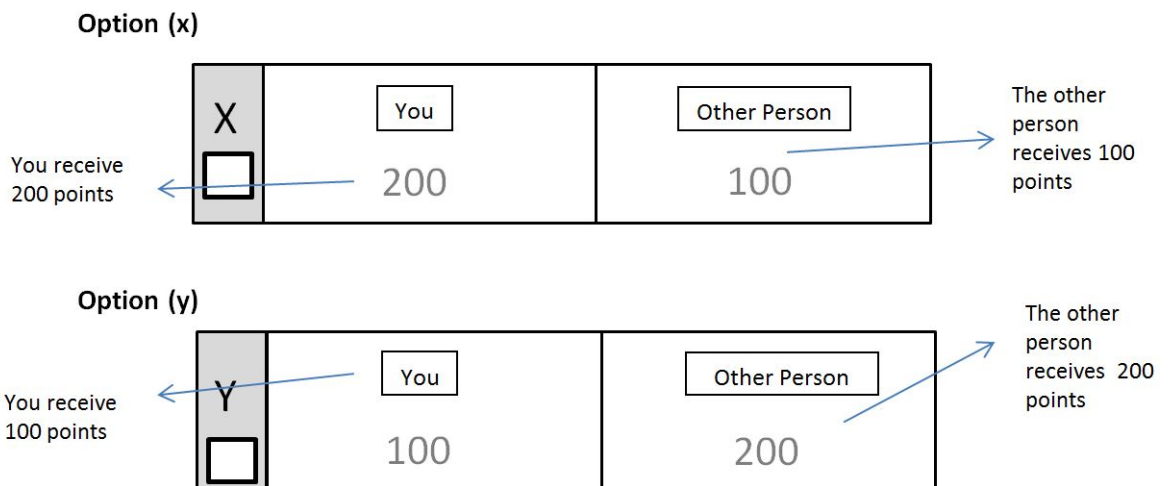 Option (x)
X
You
Other Person
200
100
You receive
200 points
The other
person
receives 100
points
Option (y)
Y
You
Other Person
100
200
You receive
100 points
The other
person
receives 200
points